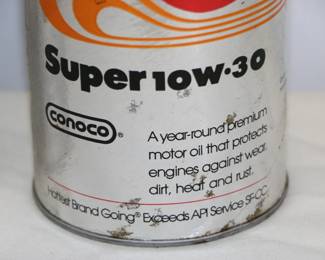 Super 10W-30
conoco®
A year-round premium
motor oil that protects
engines against wear,
dirt, heat and rust.
Hottest Brand Going® Exceeds API Service SF-CC